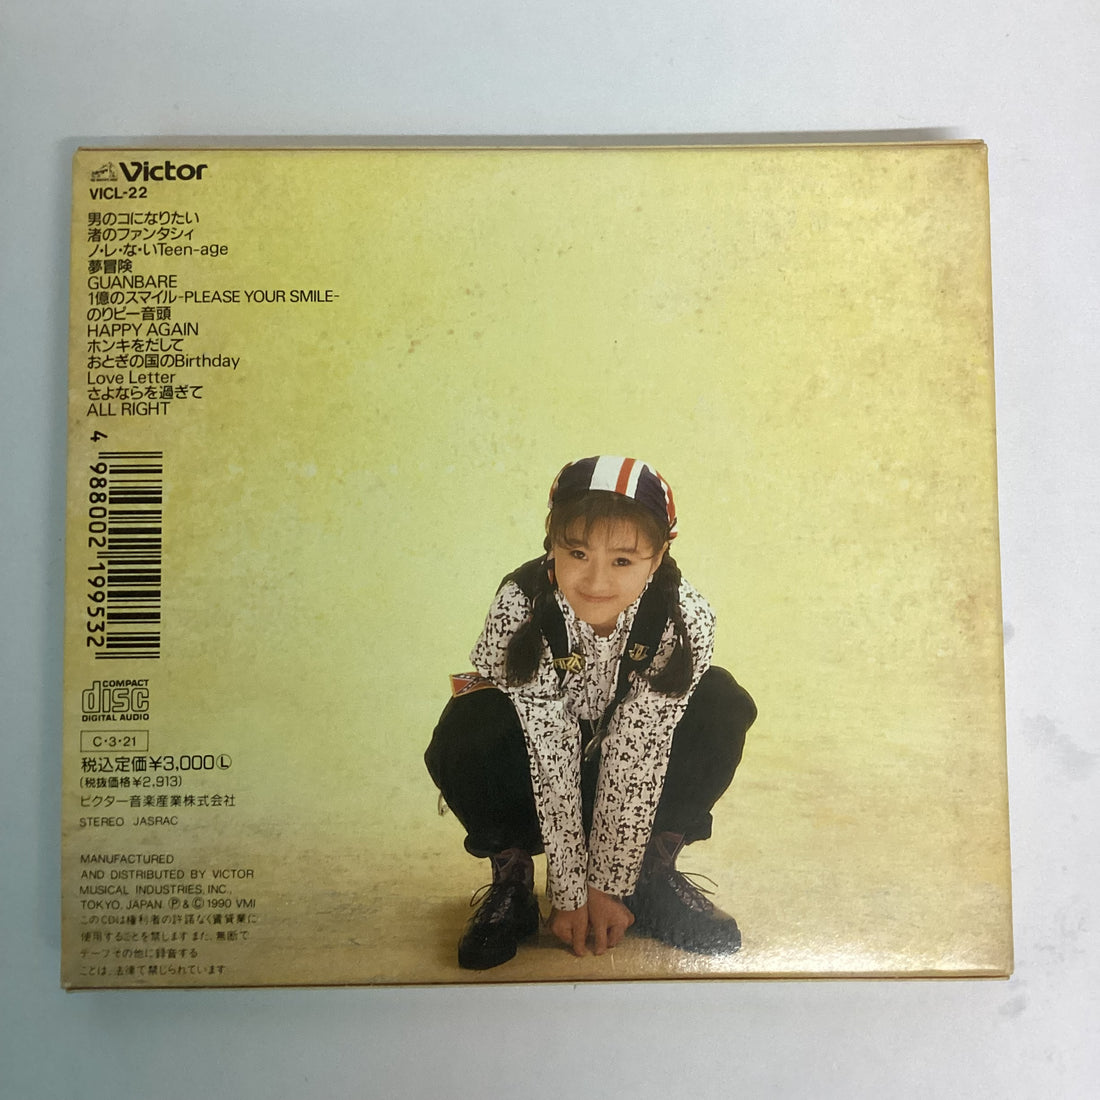 Victor
VICL-22
男のコになりたい
渚のファンタシィ
ノ・レ・な・いTeen-age
夢冒険
GUANBARE
1億のスマイル-PLEASE YOUR SMILE-
のりピー音頭
HAPPY AGAIN
ホンキをだして
おとぎの国のBirthday
Love Letter
さよならを過ぎて
ALL RIGHT
4 988002 199532
COMPACT
disc
DIGITAL AUDIO
C・3・21
税込定価¥3,000Ⓛ
(税抜価格¥2,913)
ビクター音楽産業株式会社
STEREO JASRAC
MANUFACTURED
AND DISTRIBUTED BY VICTOR
MUSICAL INDUSTRIES, INC.,
TOKYO, JAPAN. Ⓟ & Ⓒ 1990 VMI
このCDは権利者の許諾なく賃貸業に
使用することを禁じます また、無断で
テープその他に録音する
ことは、法律で禁じられています